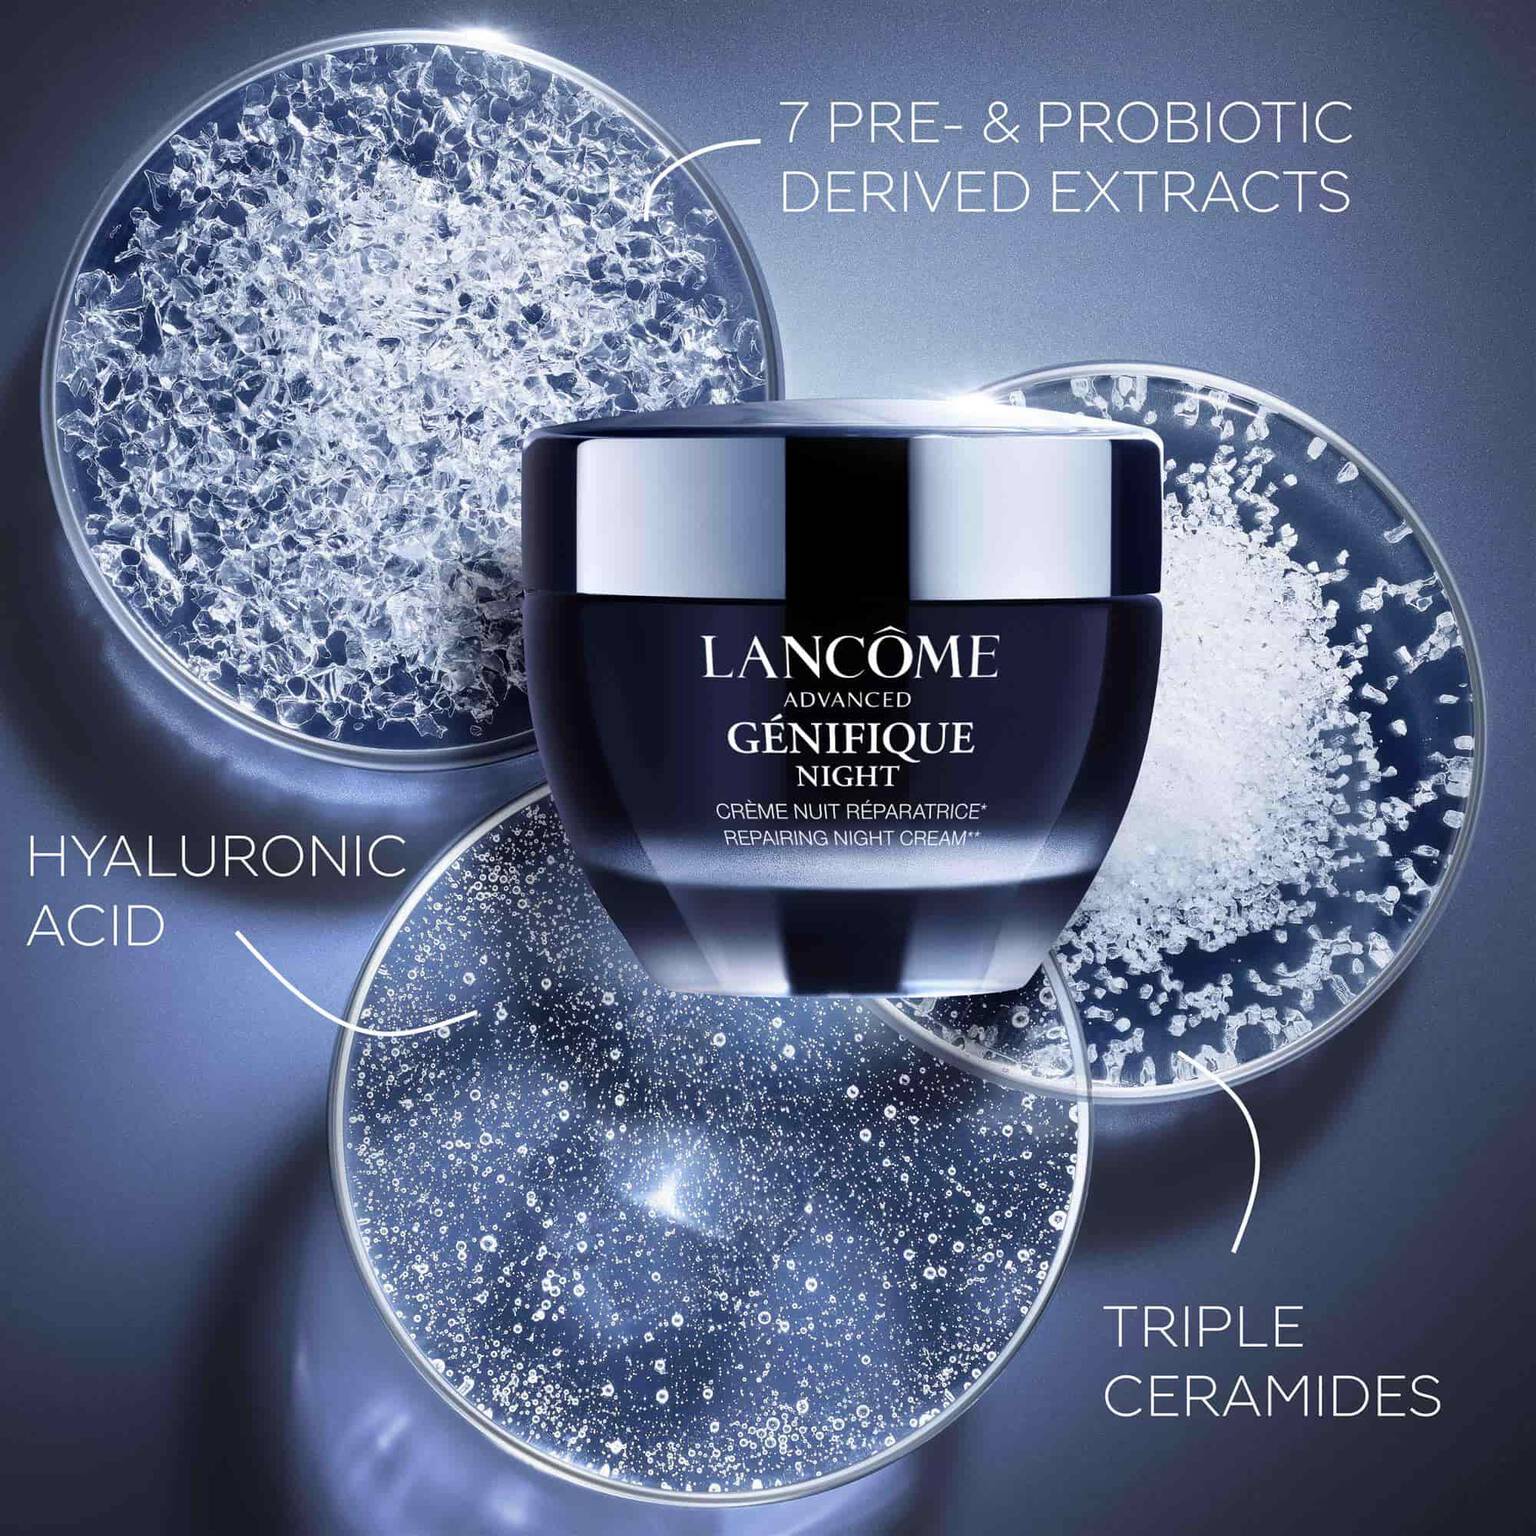 7 PRE- & PROBIOTIC
DERIVED EXTRACTS
LANCÔME
ADVANCED
GÉNIFIQUE
NIGHT
CRÈME NUIT RÉPARATRICE*
REPAIRING NIGHT CREAM**
HYALURONIC
ACID
TRIPLE
CERAMIDES